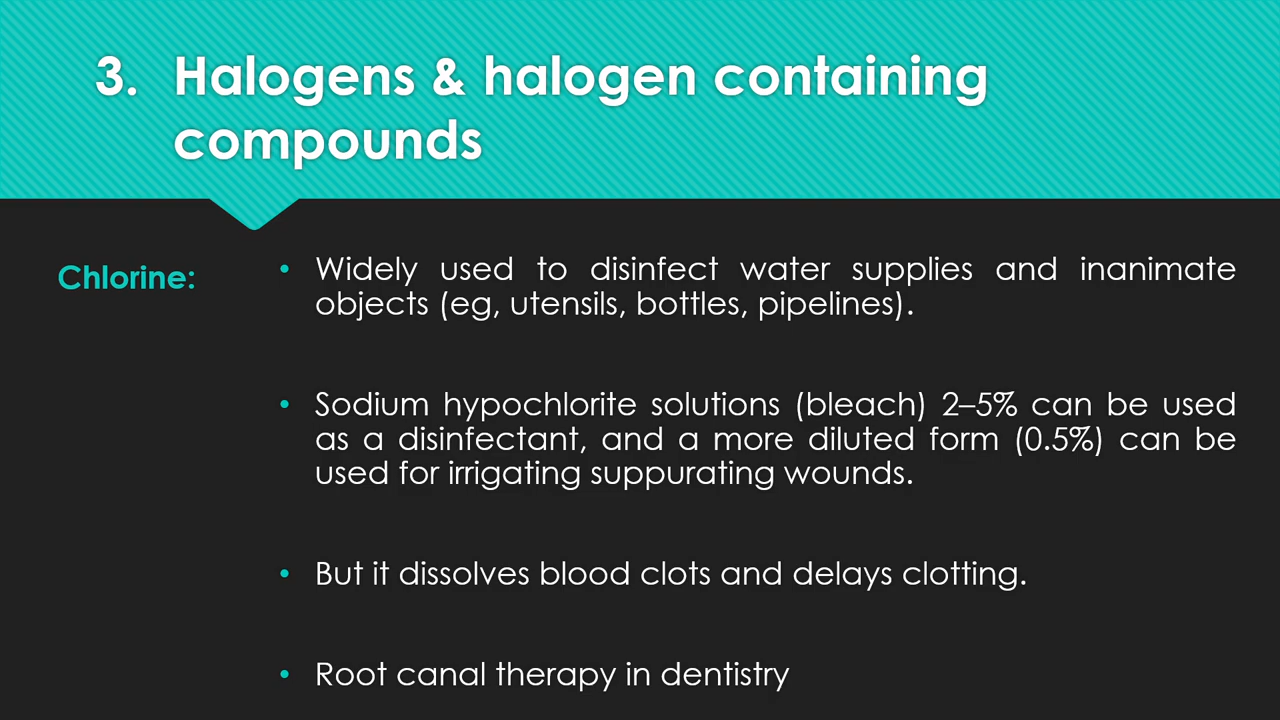 3. Halogens & halogen containing
compounds
Chlorine:
• Widely used to disinfect water supplies and inanimate
objects (eg, utensils, bottles, pipelines).
• Sodium hypochlorite solutions (bleach) 2–5% can be used
as a disinfectant, and a more diluted form (0.5%) can be
used for irrigating suppurating wounds.
• But it dissolves blood clots and delays clotting.
• Root canal therapy in dentistry